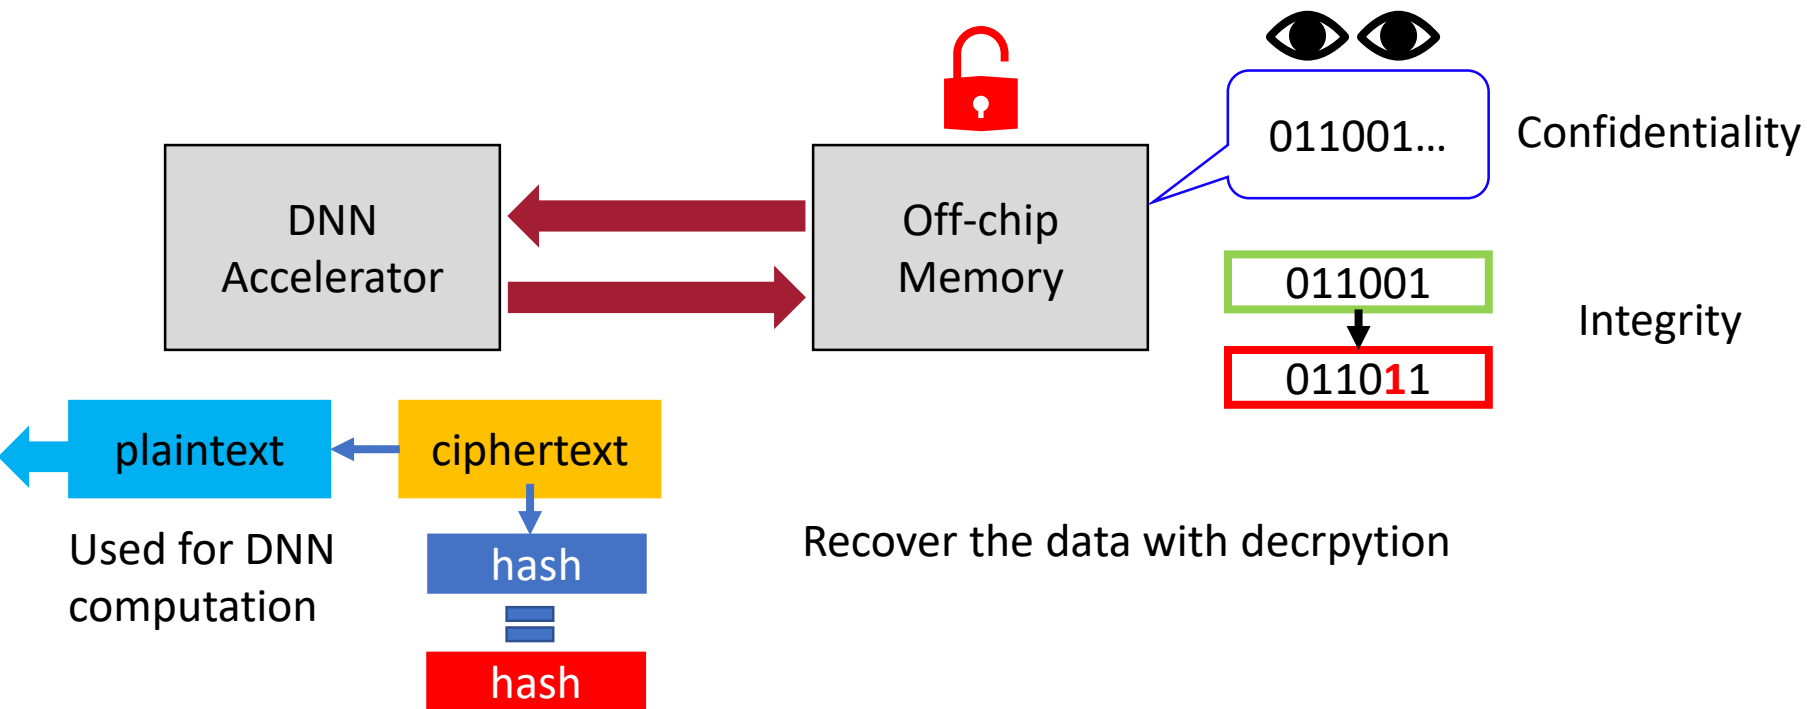 DNN
Accelerator
Off-chip
Memory
011001…
Confidentiality
011001
011011
Integrity
plaintext
ciphertext
Used for DNN
computation
hash
hash
Recover the data with decrpytion